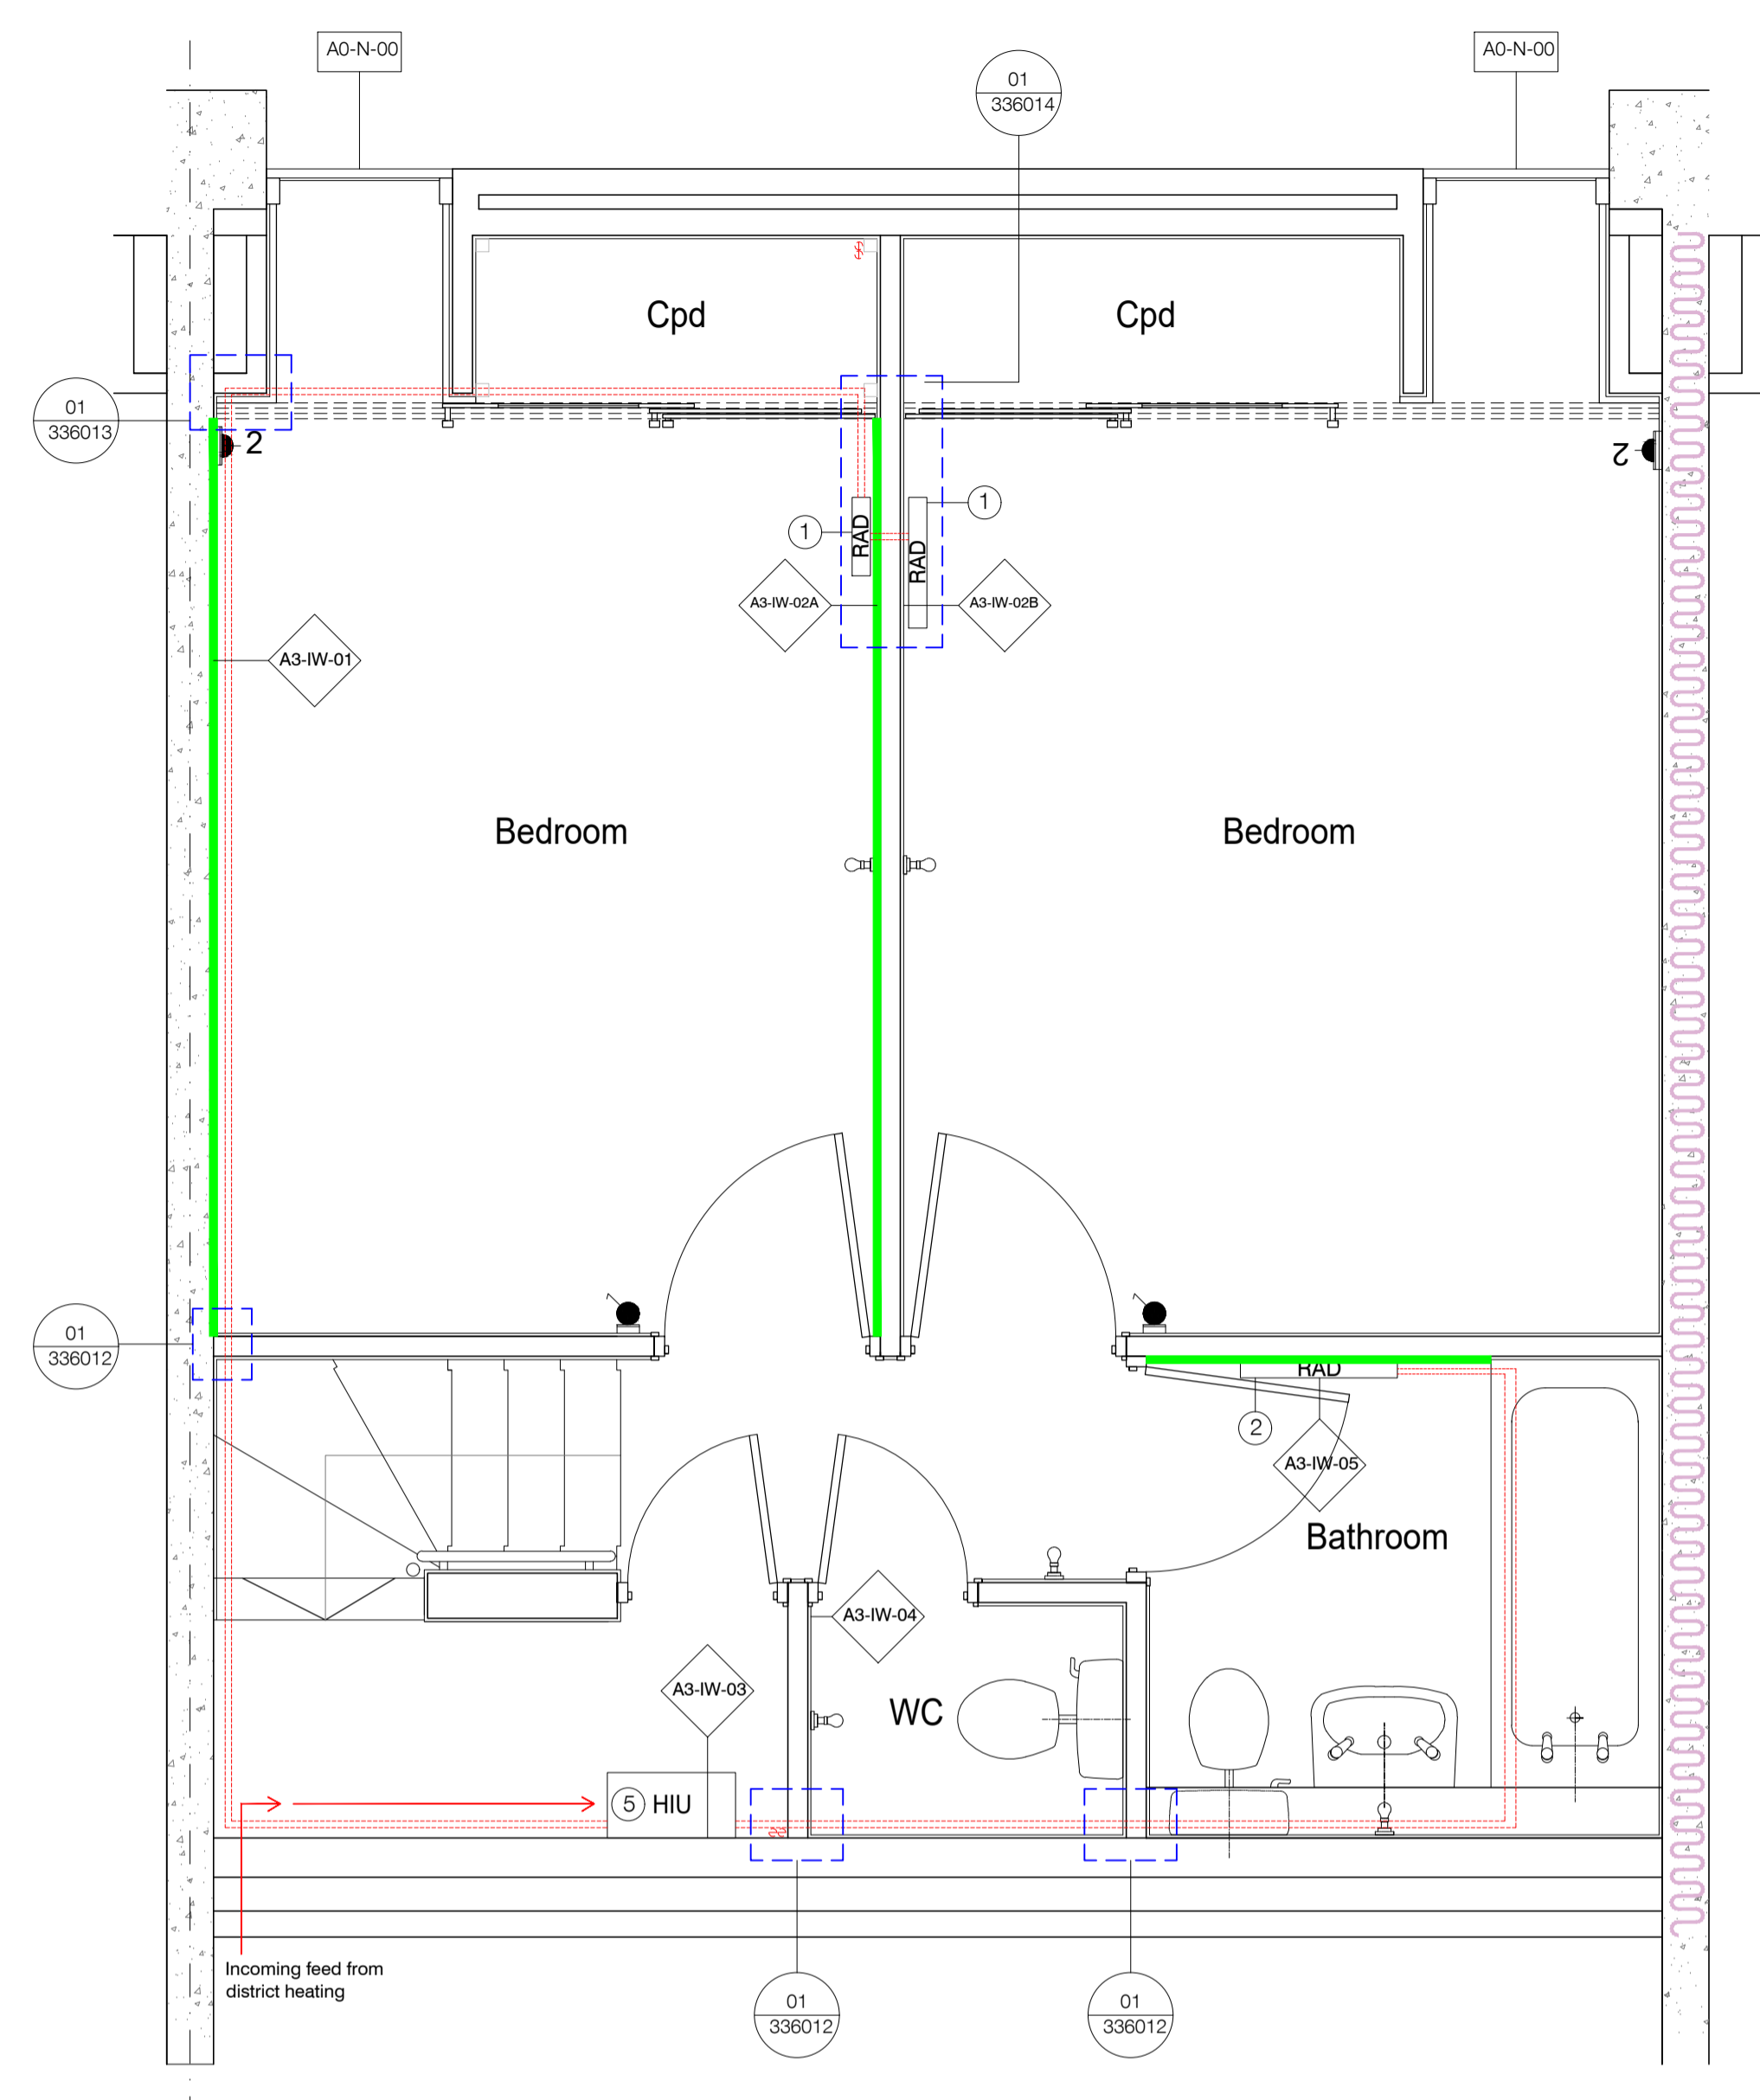 A0-N-00
A0-N-00
01
336014
Cpd
Cpd
01
336013
2
2
1
1
RAD
RAD
A3-IW-02A
A3-IW-02B
A3-IW-01
Bedroom
Bedroom
01
336012
RAD
2
A3-IW-05
Bathroom
A3-IW-04
A3-IW-03
WC
5 HIU
Incoming feed from
district heating
01
336012
01
336012